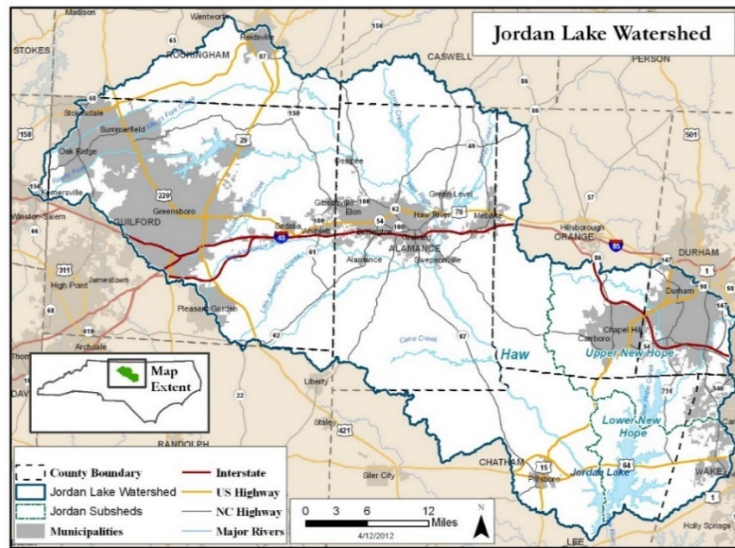 Jordan Lake Watershed
Madison
Wentworth
STOKES
Reidsville
ROCKINGHAM
CASWELL
PERSON
Stokesdale
Summerfield
Oak Ridge
Kernersville
Winston-Salem
Greensboro
GUILFORD
Ossipee
Gibsonville
Elon
Green Level
Haw River
Mebane
Sedalia
Whitsett
Burlington
ALAMANCE
Alamance
Swepsonville
Hillsborough
ORANGE
DURHAM
Durham
High Point
Jamestown
Archdale
Pleasant Garden
Chapel Hill
Carrboro
Upper New Hope
Cane Creek
Haw
Lower New
Hope
Map
Extent
Liberty
Staley
RANDOLPH
Siler City
CHATHAM
Pittsboro
Jordan Lake
WAKE
Holly Springs
LEE
County Boundary
Jordan Lake Watershed
Jordan Subsheds
Municipalities
Interstate
US Highway
NC Highway
Major Rivers
0 3 6 12
Miles
4/12/2012
N